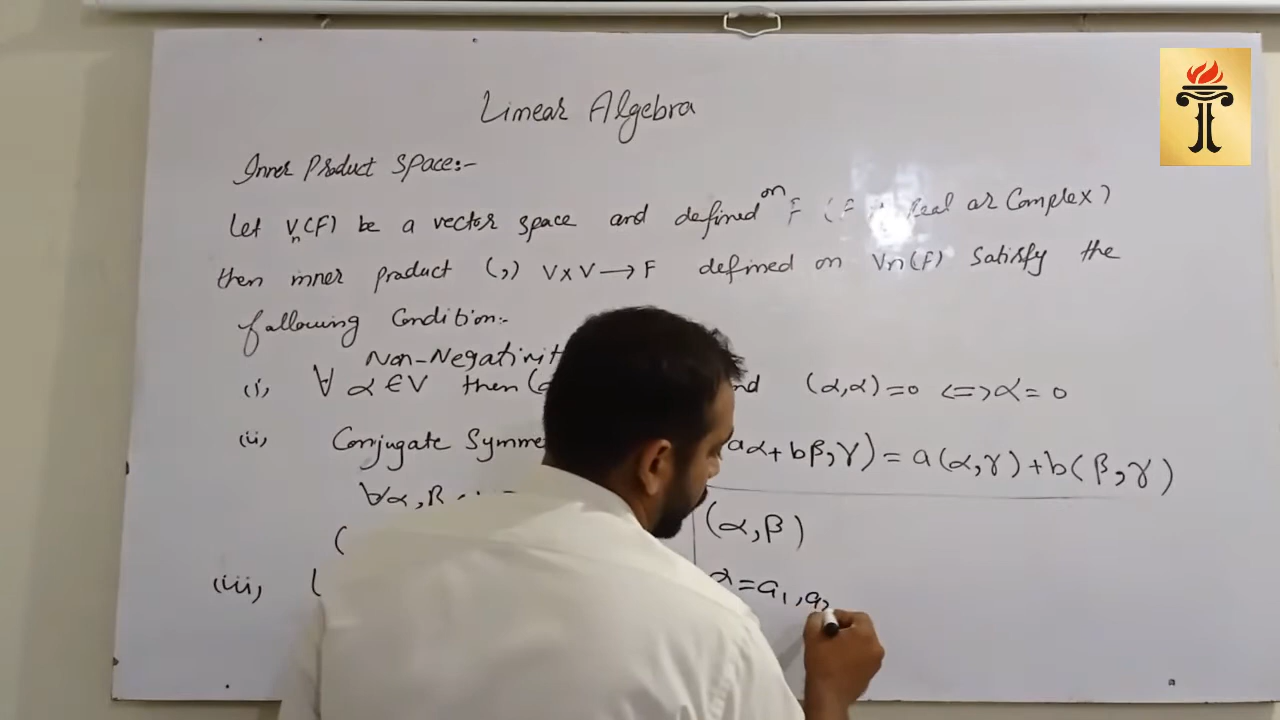 Linear Algebra
Inner Product Space:-
Let Vn(F) be a vector space and defined on F (F is Real or Complex)
then inner product (,) V×V→F defined on Vn(F) Satisfy the
following Condition:-
Non-Negativit
(i) ∀ α∈V then (α nd (α,α)=0 <=>α=0
(ii) Conjugate Symme aα+bβ,γ)=a(α,γ)+b(β,γ)
∀α,β
( (α,β)
(iii) L α=a₁,a₂